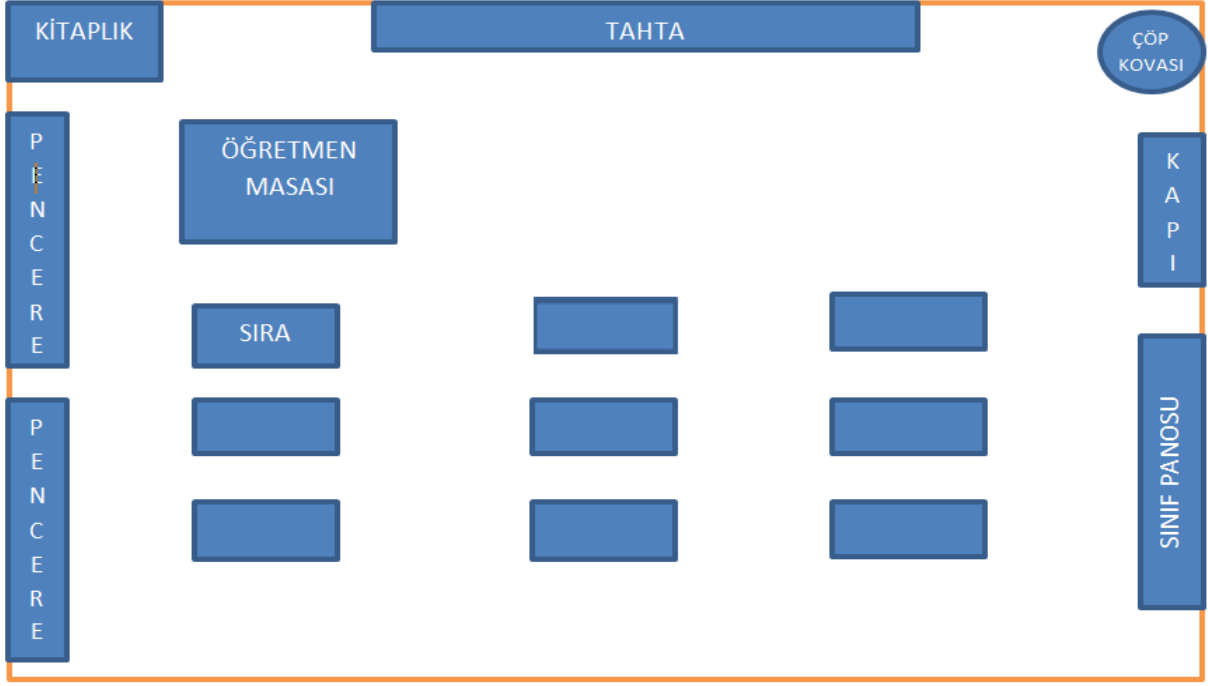 KİTAPLIK
TAHTA
ÇÖP
KOVASI
P
E
N
C
E
R
E
ÖĞRETMEN
MASASI
K
A
P
I
SIRA
P
E
N
C
E
R
E
SINIF PANOSU